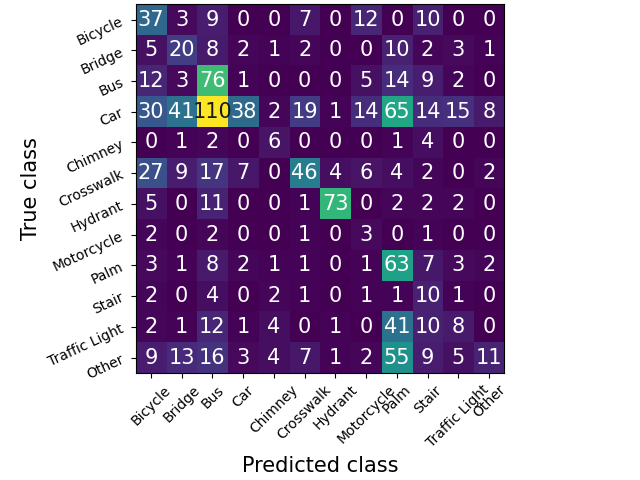 True class
Bicycle 37 3 9 0 0 7 0 12 0 10 0 0
Bridge 5 20 8 2 1 2 0 0 10 2 3 1
Bus 12 3 76 1 0 0 0 5 14 9 2 0
Car 30 41 110 38 2 19 1 14 65 14 15 8
Chimney 0 1 2 0 6 0 0 0 1 4 0 0
Crosswalk 27 9 17 7 0 46 4 6 4 2 0 2
Hydrant 5 0 11 0 0 1 73 0 2 2 2 0
Motorcycle 2 0 2 0 0 1 0 3 0 1 0 0
Palm 3 1 8 2 1 1 0 1 63 7 3 2
Stair 2 0 4 0 2 1 0 1 1 10 1 0
Traffic Light 2 1 12 1 4 0 1 0 41 10 8 0
Other 9 13 16 3 4 7 1 2 55 9 5 11
Bicycle Bridge Bus Car Chimney Crosswalk Hydrant Motorcycle Palm Stair Traffic Light Other
Predicted class